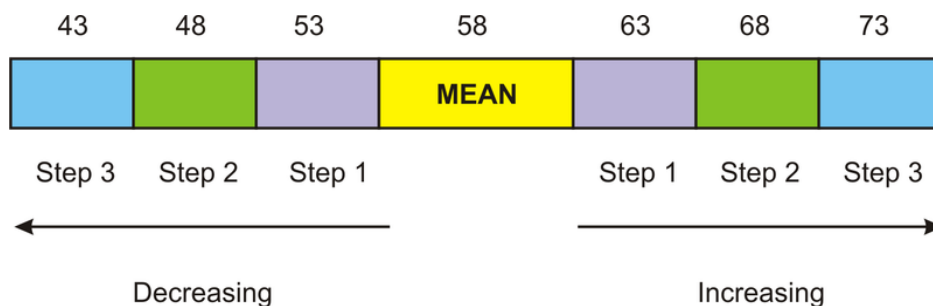 43 48 53 58 63 68 73
MEAN
Step 3 Step 2 Step 1 Step 1 Step 2 Step 3
Decreasing Increasing